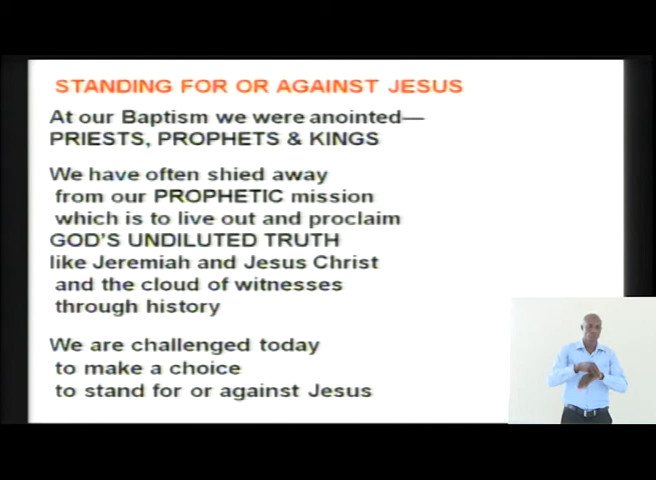 STANDING FOR OR AGAINST JESUS
At our Baptism we were anointed—
PRIESTS, PROPHETS & KINGS
We have often shied away
from our PROPHETIC mission
which is to live out and proclaim
GOD'S UNDILUTED TRUTH
like Jeremiah and Jesus Christ
and the cloud of witnesses
through history
We are challenged today
to make a choice
to stand for or against Jesus